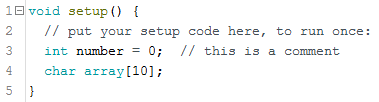 1 void setup() {
2   // put your setup code here, to run once:
3   int number = 0;  // this is a comment
4   char array[10];
5 }